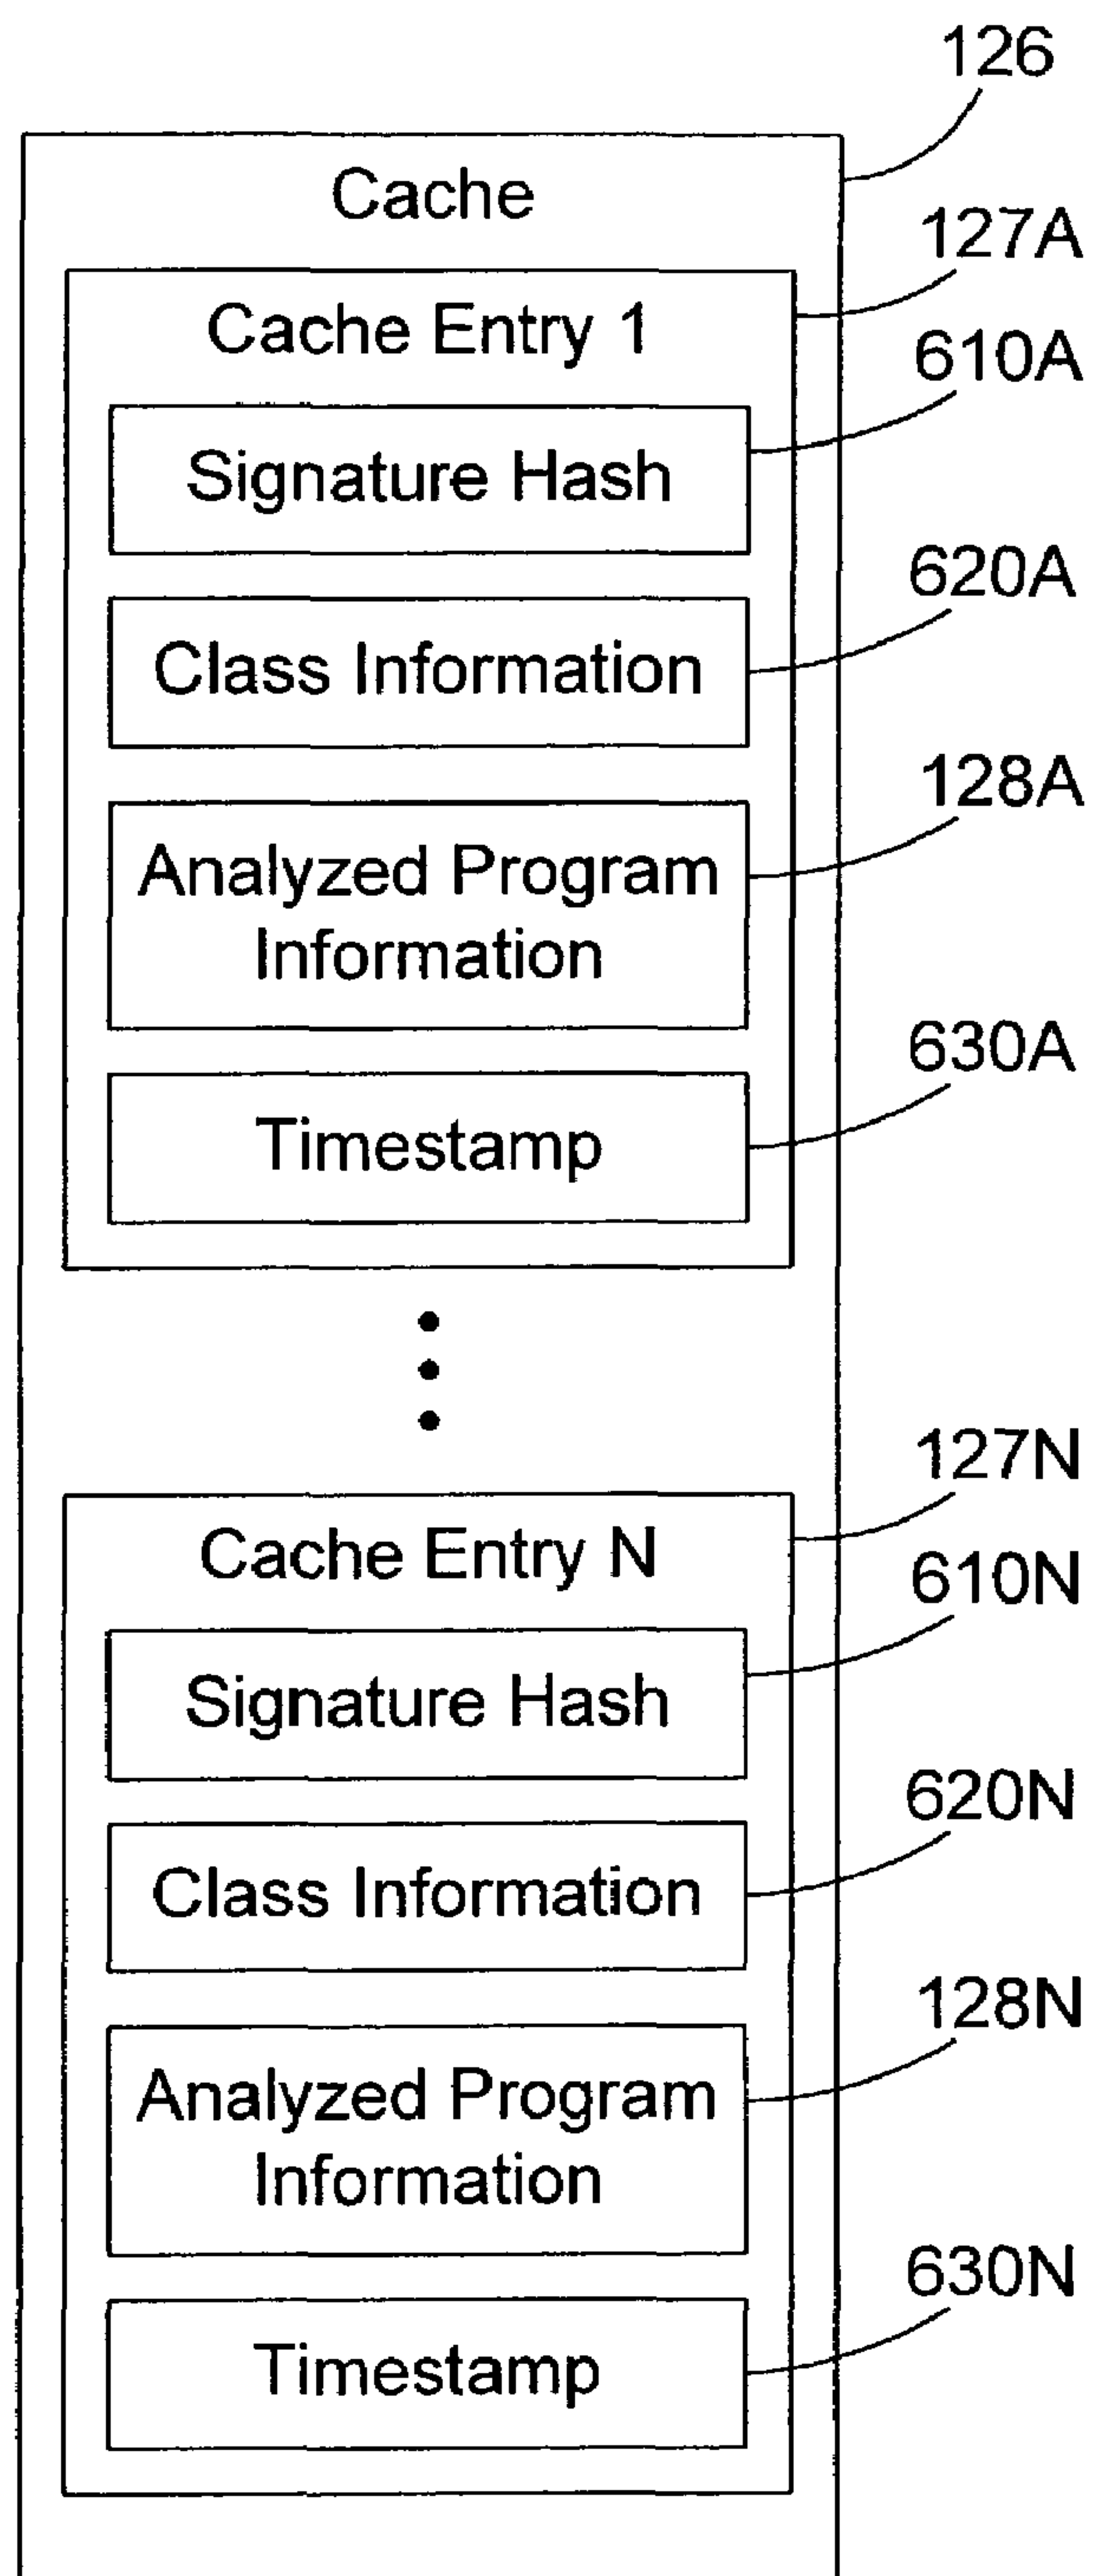 126
Cache
127A
Cache Entry 1
610A
Signature Hash
620A
Class Information
128A
Analyzed Program
Information
630A
Timestamp
127N
Cache Entry N
610N
Signature Hash
620N
Class Information
128N
Analyzed Program
Information
630N
Timestamp